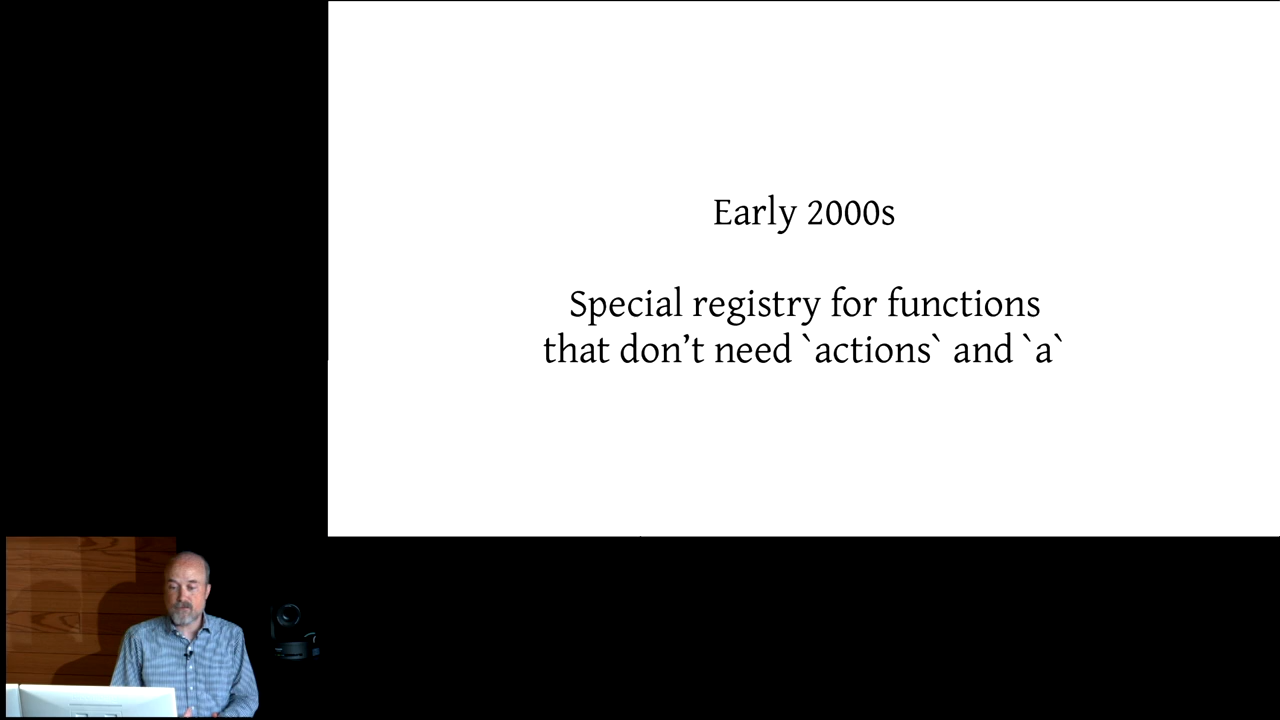 Early 2000s
Special registry for functions
that don’t need `actions` and `a`